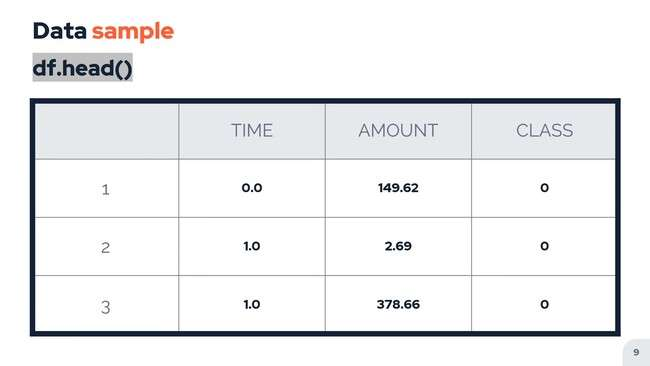 Data sample
df.head()
TIME AMOUNT CLASS
1 0.0 149.62 0
2 1.0 2.69 0
3 1.0 378.66 0
9